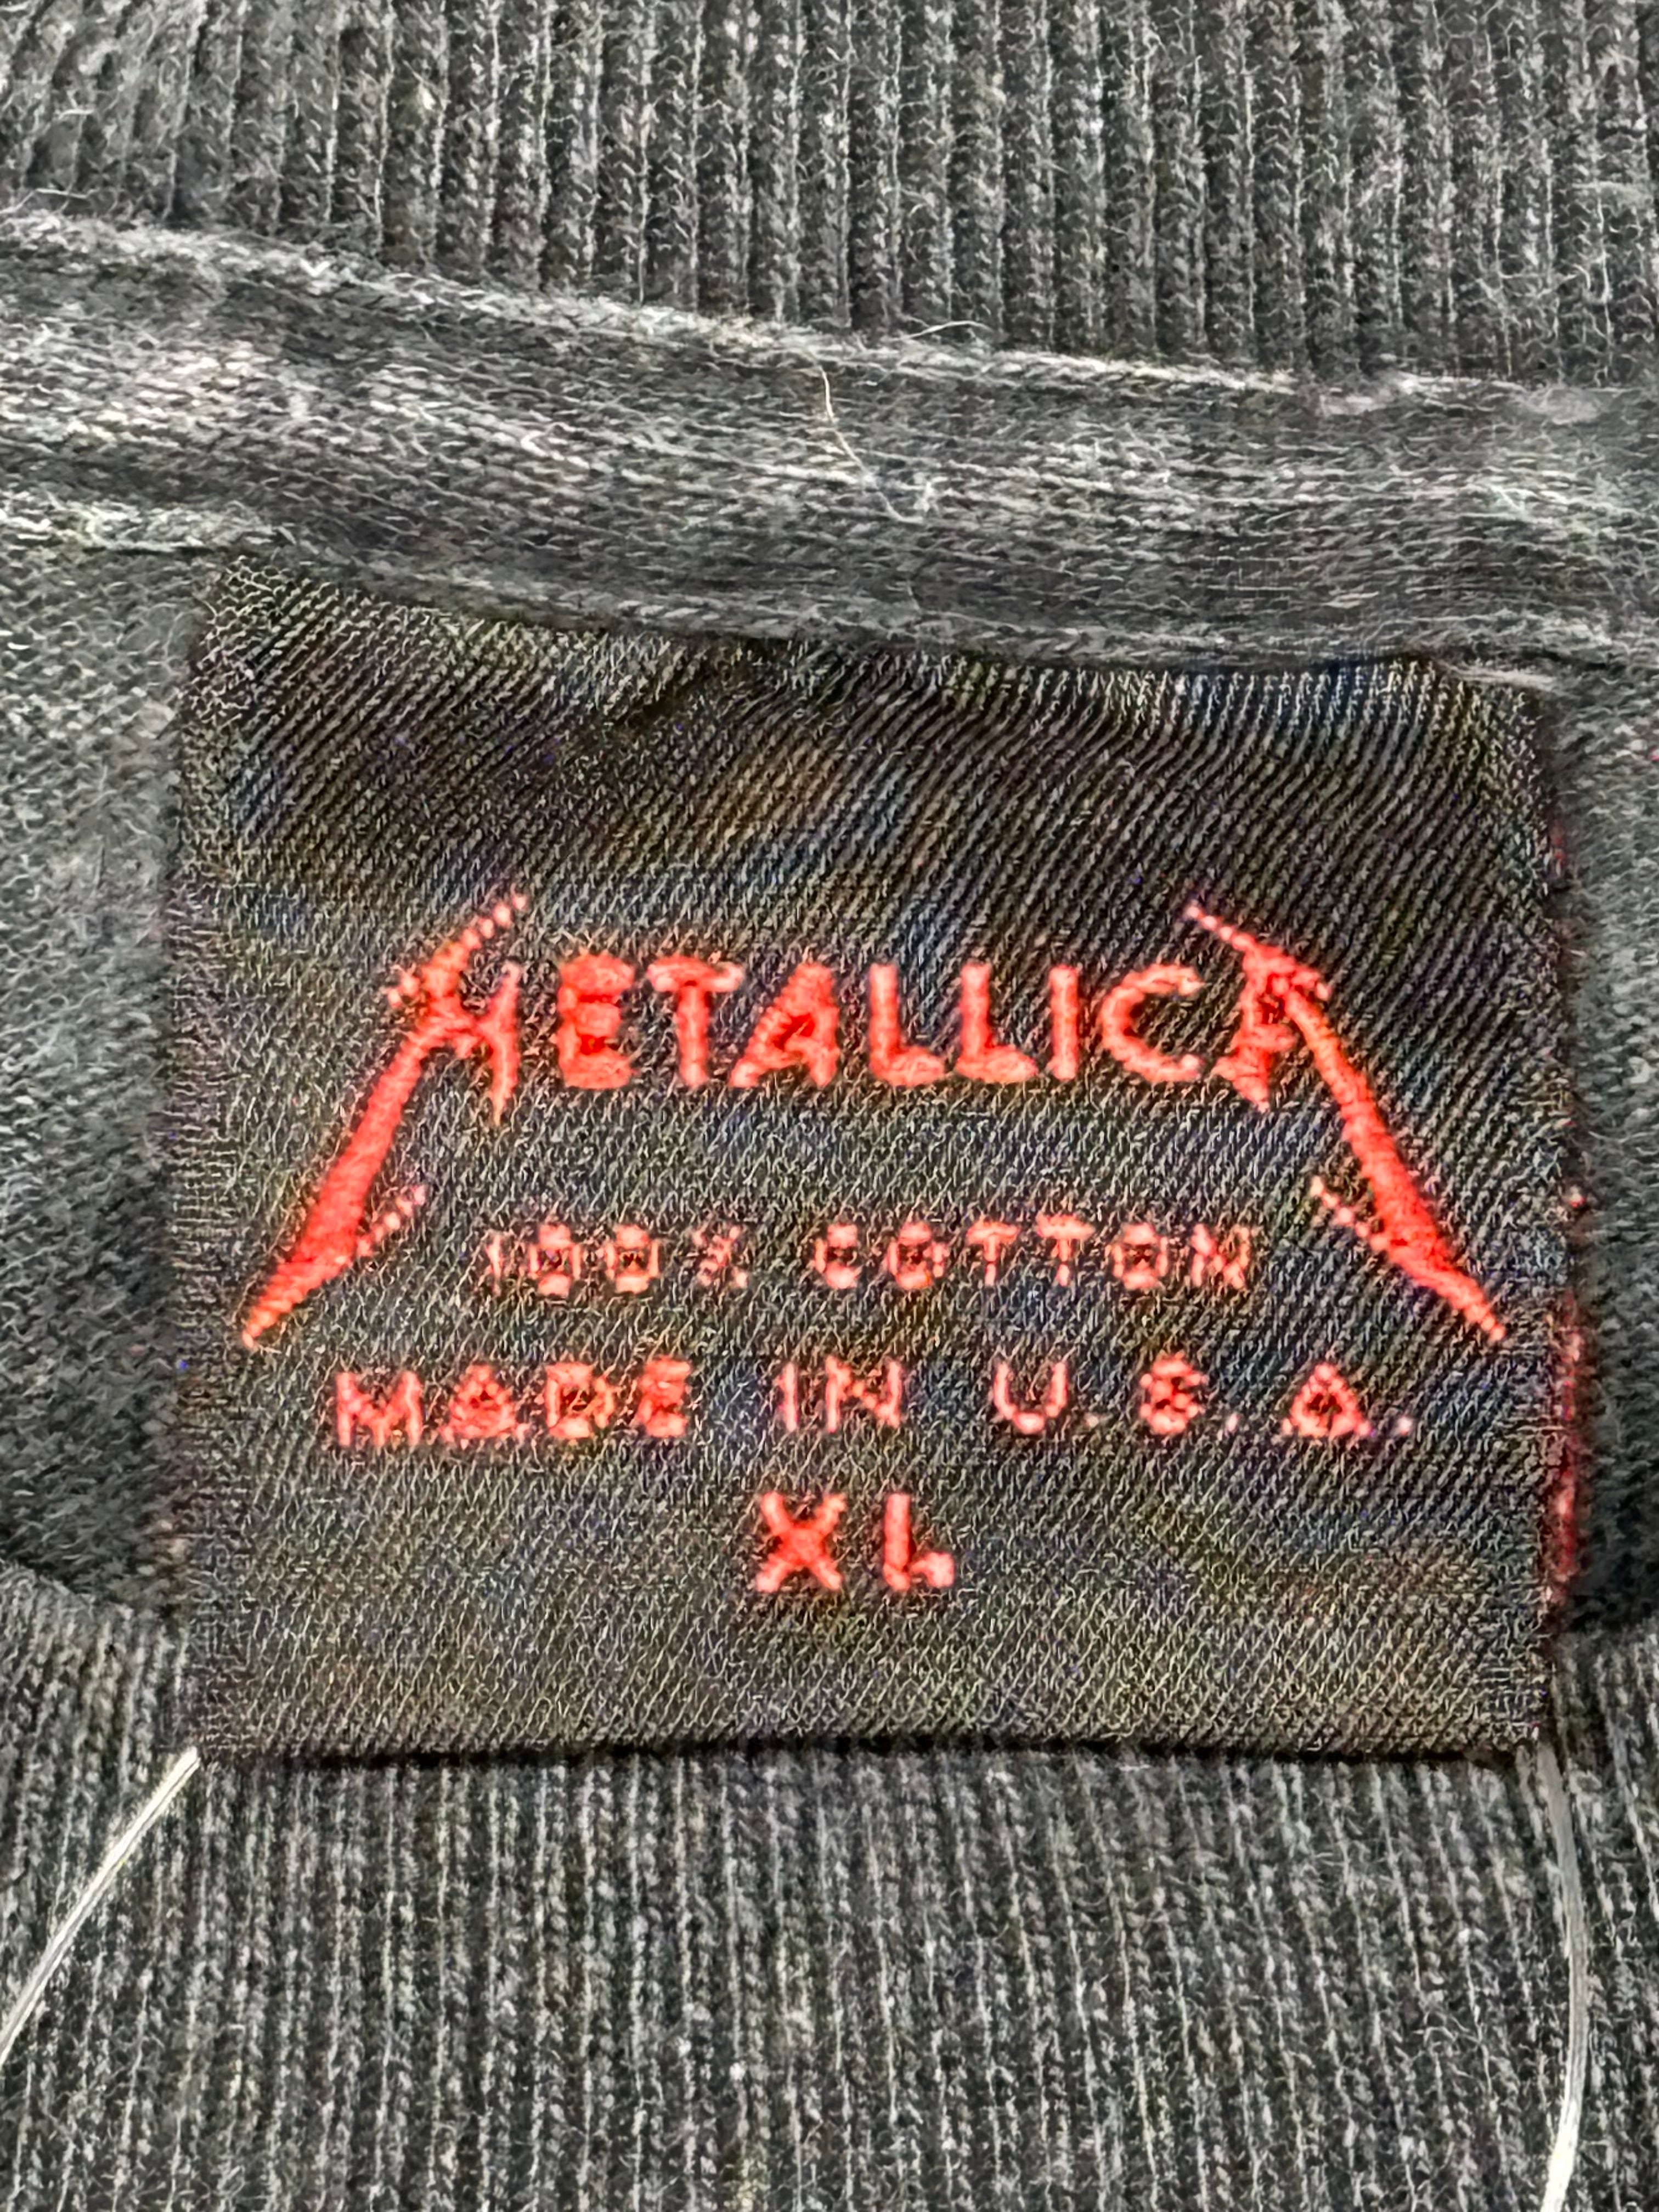 METALLICA
100% COTTON
MADE IN U.S.A.
XL